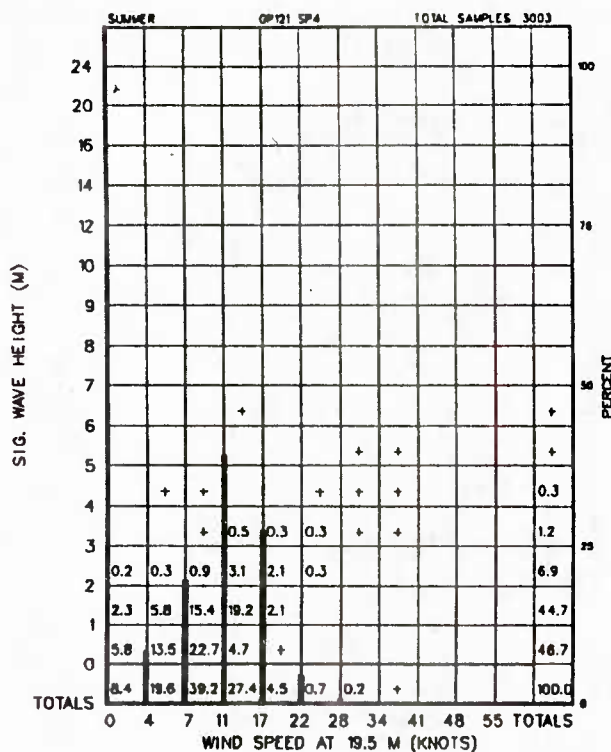 SUMMER GP121 SP4 TOTAL SAMPLES 3003
24 100
20
16
14
12 75
10
9
8
7 50
6 + +
5 + + +
4 + + + + + 0.3
3 + 0.5 0.3 0.3 + + 1.2 25
0.2 0.3 0.9 3.1 2.1 0.3 6.9
2
2.3 5.8 15.4 19.2 2.1 44.7
1
5.8 13.5 22.7 4.7 + 46.7
0
TOTALS 8.4 19.6 39.2 27.4 4.5 0.7 0.2 + 100.0 0
0 4 7 11 17 22 28 34 41 48 55 TOTALS
WIND SPEED AT 19.5 M (KNOTS)
SIG. WAVE HEIGHT (M)
PERCENT